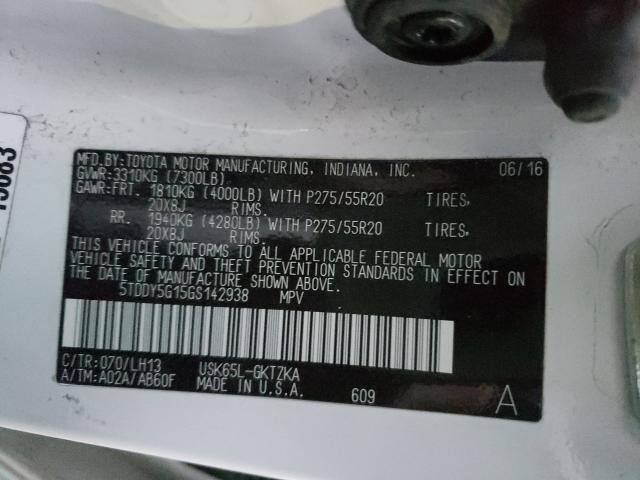 MFD.BY:TOYOTA MOTOR MANUFACTURING, INDIANA, INC. 06/16
GVWR:3310KG (7300LB)
GAWR:FRT. 1810KG (4000LB) WITH P275/55R20 TIRES,
20X8J RIMS.
RR. 1940KG (4280LB) WITH P275/55R20 TIRES,
20X8J RIMS.
THIS VEHICLE CONFORMS TO ALL APPLICABLE FEDERAL MOTOR
VEHICLE SAFETY AND THEFT PREVENTION STANDARDS IN EFFECT ON
THE DATE OF MANUFACTURE SHOWN ABOVE.
5TDDY5G15GS142938 MPV
C/TR:070/LH13 USK65L-GKTZKA
A/TM:A02A/AB60F MADE IN U.S.A. 609 A